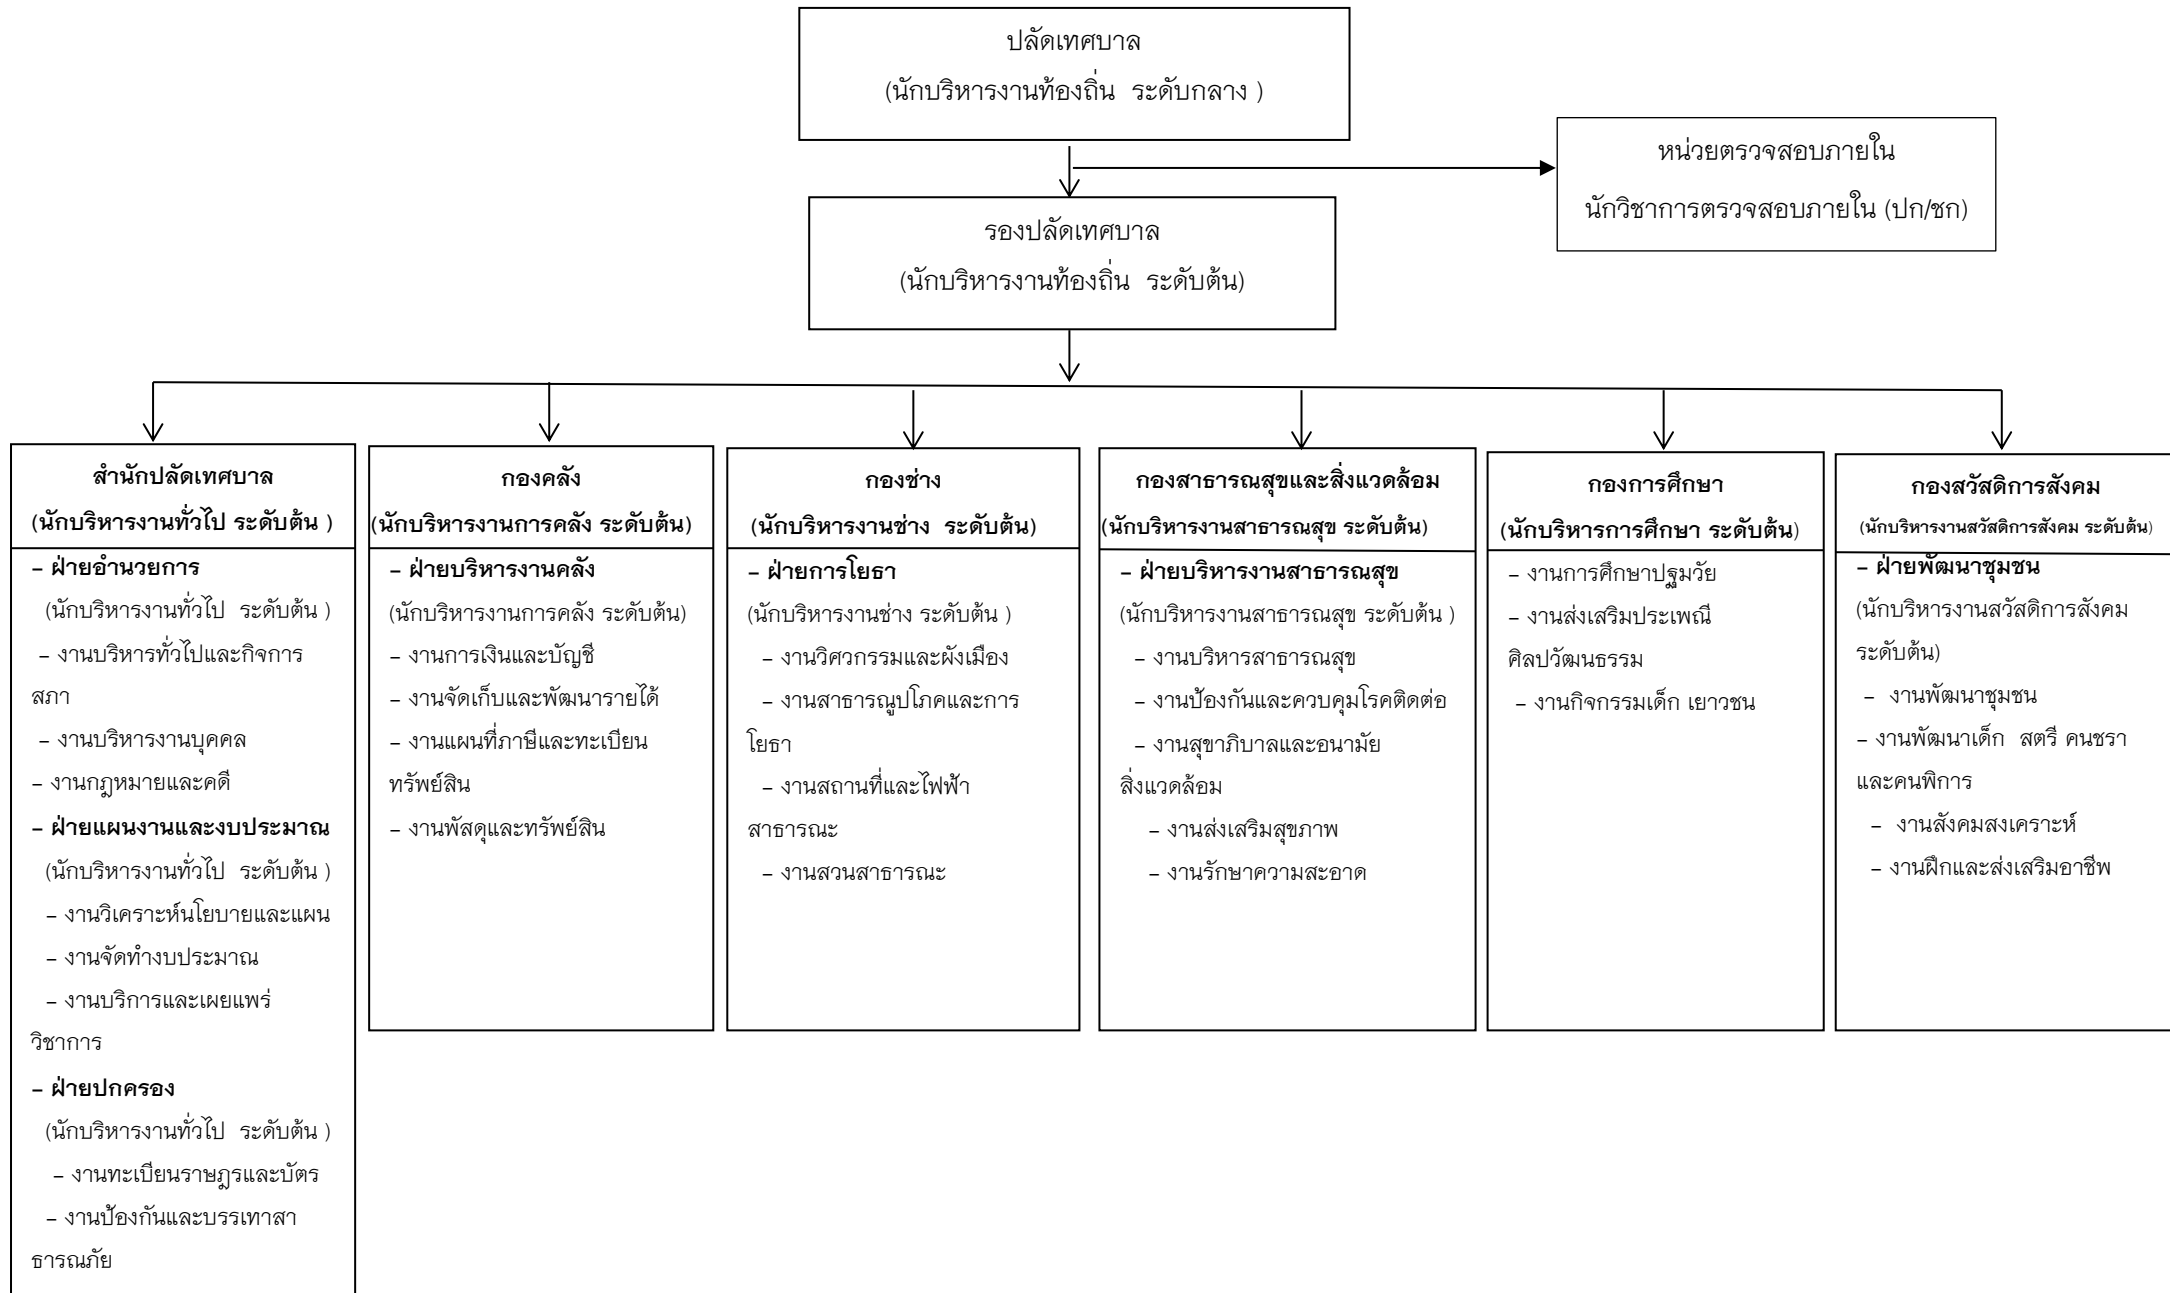 ปลัดเทศบาล
(นักบริหารงานท้องถิ่น  ระดับกลาง )
หน่วยตรวจสอบภายใน
นักวิชาการตรวจสอบภายใน (ปก/ชก)
รองปลัดเทศบาล
(นักบริหารงานท้องถิ่น  ระดับต้น)
สำนักปลัดเทศบาล
(นักบริหารงานทั่วไป ระดับต้น )
– ฝ่ายอำนวยการ
(นักบริหารงานทั่วไป  ระดับต้น )
– งานบริหารทั่วไปและกิจการ
สภา
– งานบริหารงานบุคคล
– งานกฎหมายและคดี
– ฝ่ายแผนงานและงบประมาณ
(นักบริหารงานทั่วไป  ระดับต้น )
– งานวิเคราะห์นโยบายและแผน
– งานจัดทำงบประมาณ
– งานบริการและเผยแพร่
วิชาการ
– ฝ่ายปกครอง
(นักบริหารงานทั่วไป  ระดับต้น )
– งานทะเบียนราษฎรและบัตร
– งานป้องกันและบรรเทาสา
ธารณภัย
กองคลัง
(นักบริหารงานการคลัง ระดับต้น)
– ฝ่ายบริหารงานคลัง
(นักบริหารงานการคลัง ระดับต้น)
– งานการเงินและบัญชี
– งานจัดเก็บและพัฒนารายได้
– งานแผนที่ภาษีและทะเบียน
ทรัพย์สิน
– งานพัสดุและทรัพย์สิน
กองช่าง
(นักบริหารงานช่าง  ระดับต้น)
– ฝ่ายการโยธา
(นักบริหารงานช่าง ระดับต้น )
– งานวิศวกรรมและผังเมือง
– งานสาธารณูปโภคและการ
โยธา
– งานสถานที่และไฟฟ้า
สาธารณะ
– งานสวนสาธารณะ
กองสาธารณสุขและสิ่งแวดล้อม
(นักบริหารงานสาธารณสุข ระดับต้น)
– ฝ่ายบริหารงานสาธารณสุข
(นักบริหารงานสาธารณสุข ระดับต้น )
– งานบริหารสาธารณสุข
– งานป้องกันและควบคุมโรคติดต่อ
– งานสุขาภิบาลและอนามัย
สิ่งแวดล้อม
– งานส่งเสริมสุขภาพ
– งานรักษาความสะอาด
กองการศึกษา
(นักบริหารการศึกษา ระดับต้น)
– งานการศึกษาปฐมวัย
– งานส่งเสริมประเพณี
ศิลปวัฒนธรรม
– งานกิจกรรมเด็ก เยาวชน
กองสวัสดิการสังคม
(นักบริหารงานสวัสดิการสังคม ระดับต้น)
– ฝ่ายพัฒนาชุมชน
(นักบริหารงานสวัสดิการสังคม
ระดับต้น)
–  งานพัฒนาชุมชน
– งานพัฒนาเด็ก  สตรี คนชรา
และคนพิการ
–  งานสังคมสงเคราะห์
– งานฝึกและส่งเสริมอาชีพ